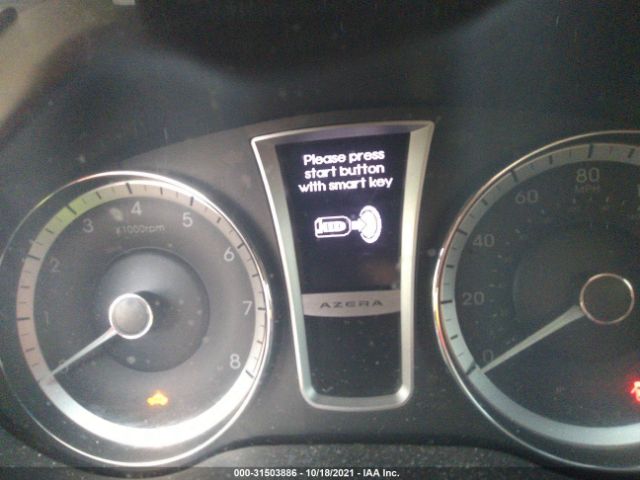 Please press
start button
with smart key
AZERA
x1000rpm
1
2
3
4
5
6
7
8
0
20
40
60
80
MPH
000-31503886 - 10/18/2021 - IAA Inc.